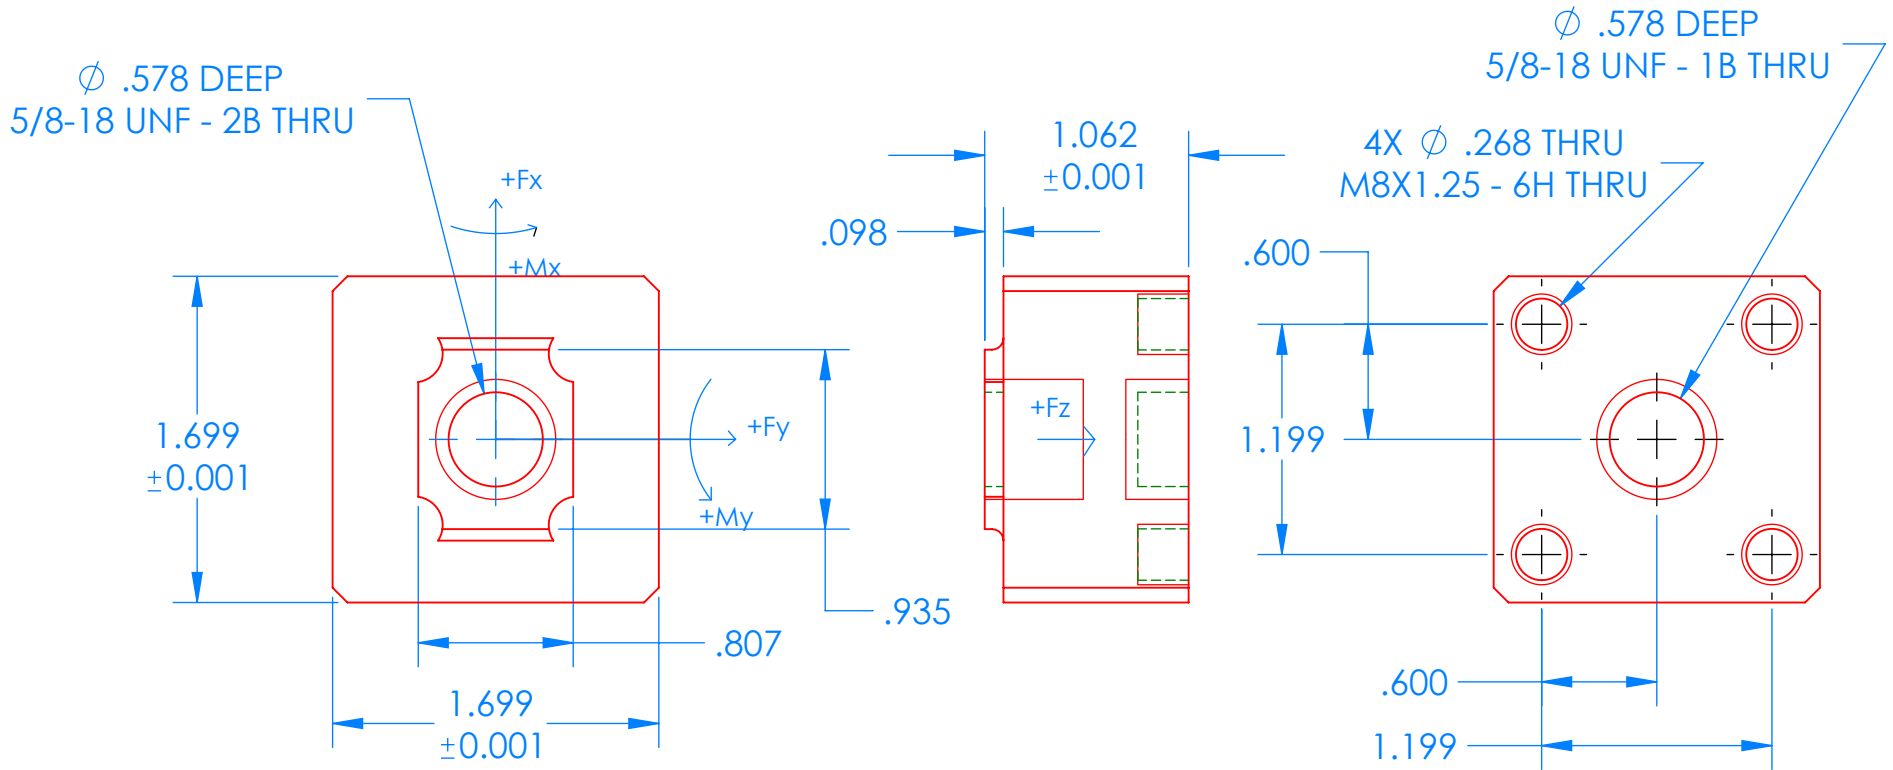 ∅ .578 DEEP
5/8-18 UNF - 2B THRU
+Fx
+Mx
+Fy
+My
1.699
±0.001
.935
.807
1.699
±0.001
1.062
±0.001
.098
+Fz
∅ .578 DEEP
5/8-18 UNF - 1B THRU
4X ∅ .268 THRU
M8X1.25 - 6H THRU
.600
1.199
.600
1.199